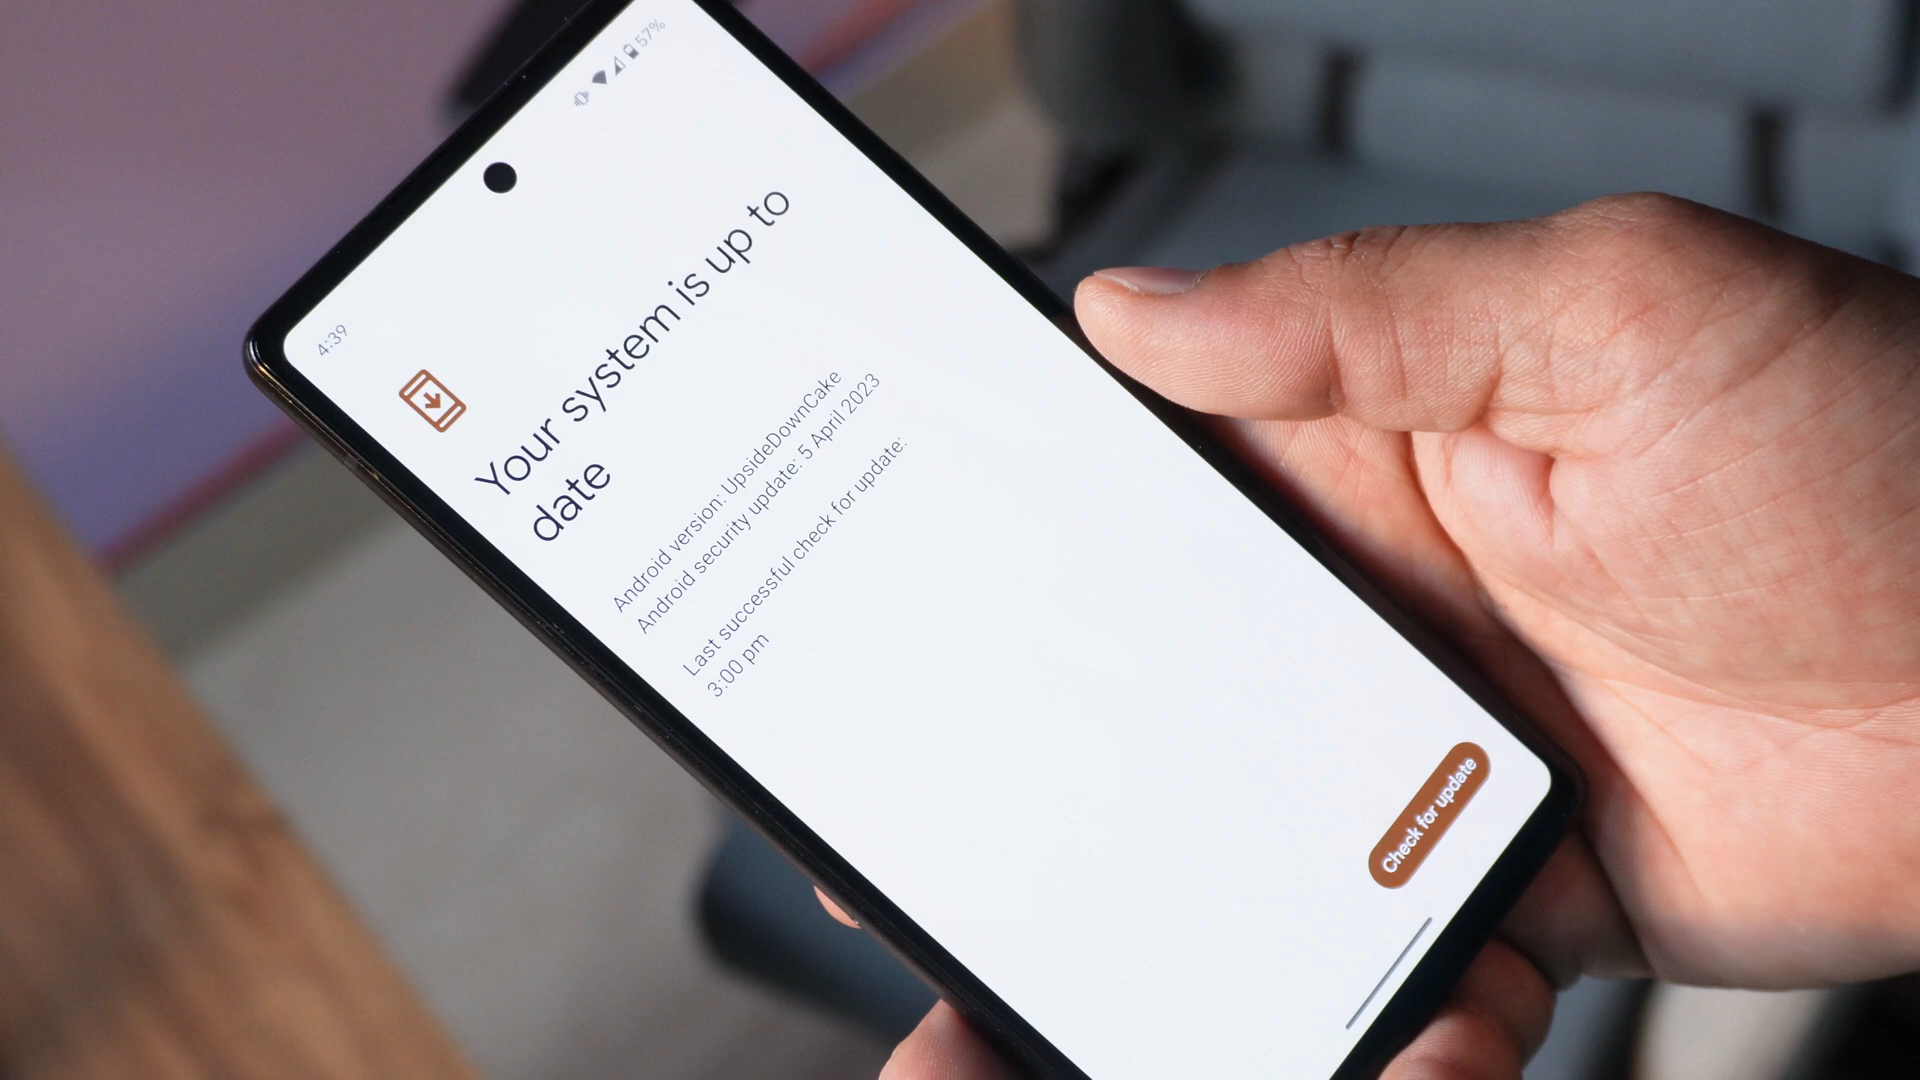 4:39
57%
Your system is up to
date
Android version: UpsideDownCake
Android security update: 5 April 2023
Last successful check for update:
3:00 pm
Check for update